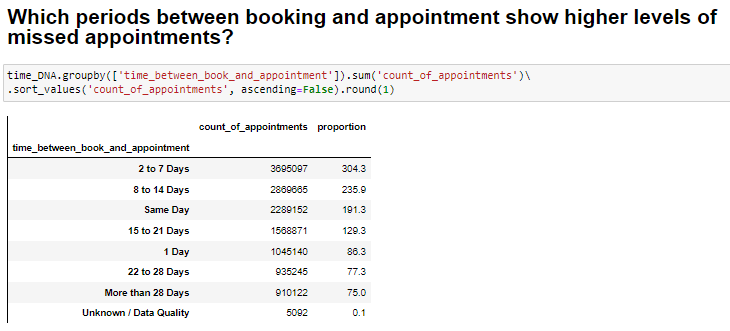 Which periods between booking and appointment show higher levels of
missed appointments?
time_DNA.groupby(['time_between_book_and_appointment']).sum('count_of_appointments')\
.sort_values('count_of_appointments', ascending=False).round(1)
count_of_appointments proportion
time_between_book_and_appointment
2 to 7 Days 3695097 304.3
8 to 14 Days 2869665 235.9
Same Day 2289152 191.3
15 to 21 Days 1568871 129.3
1 Day 1045140 86.3
22 to 28 Days 935245 77.3
More than 28 Days 910122 75.0
Unknown / Data Quality 5092 0.1